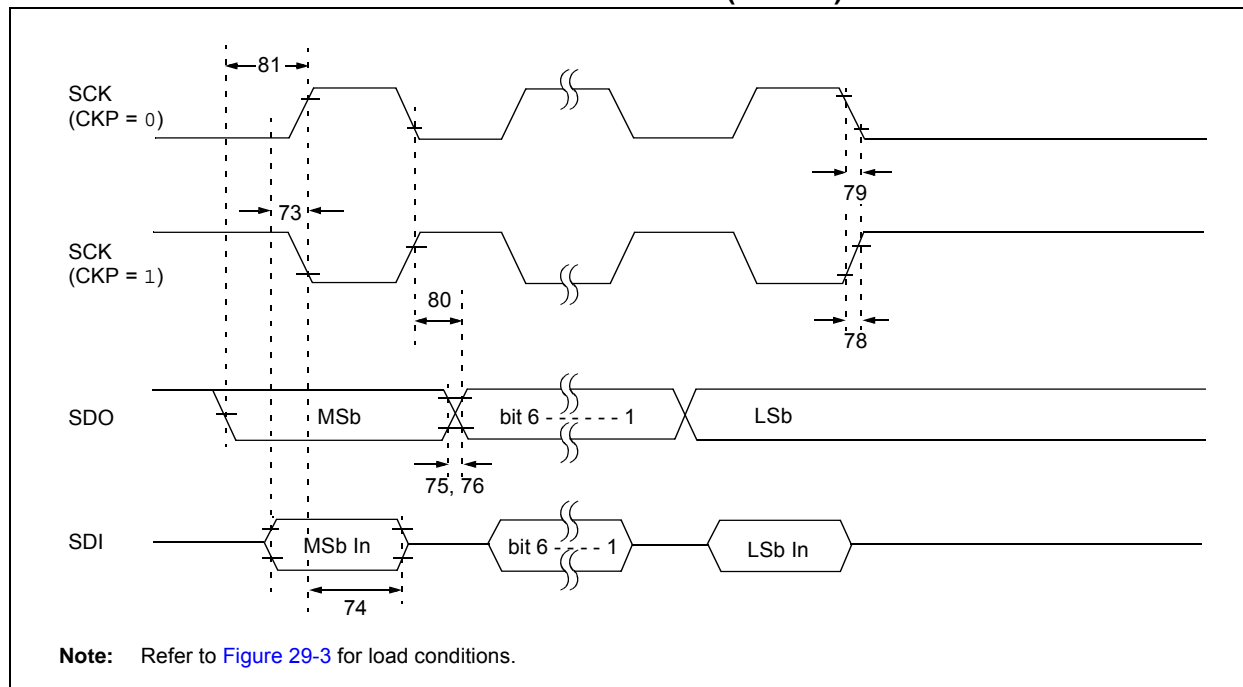 81
SCK
(CKP = 0)
79
73
SCK
(CKP = 1)
80
78
SDO
MSb
bit 6 - - - - - - 1
LSb
75, 76
SDI
MSb In
bit 6 - - - - 1
LSb In
74
Note: Refer to Figure 29-3 for load conditions.